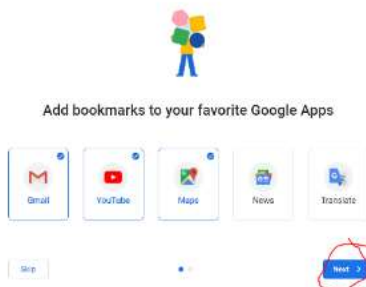 Add bookmarks to your favorite Google Apps
Gmail
YouTube
Maps
News
Translate
Skip
Next